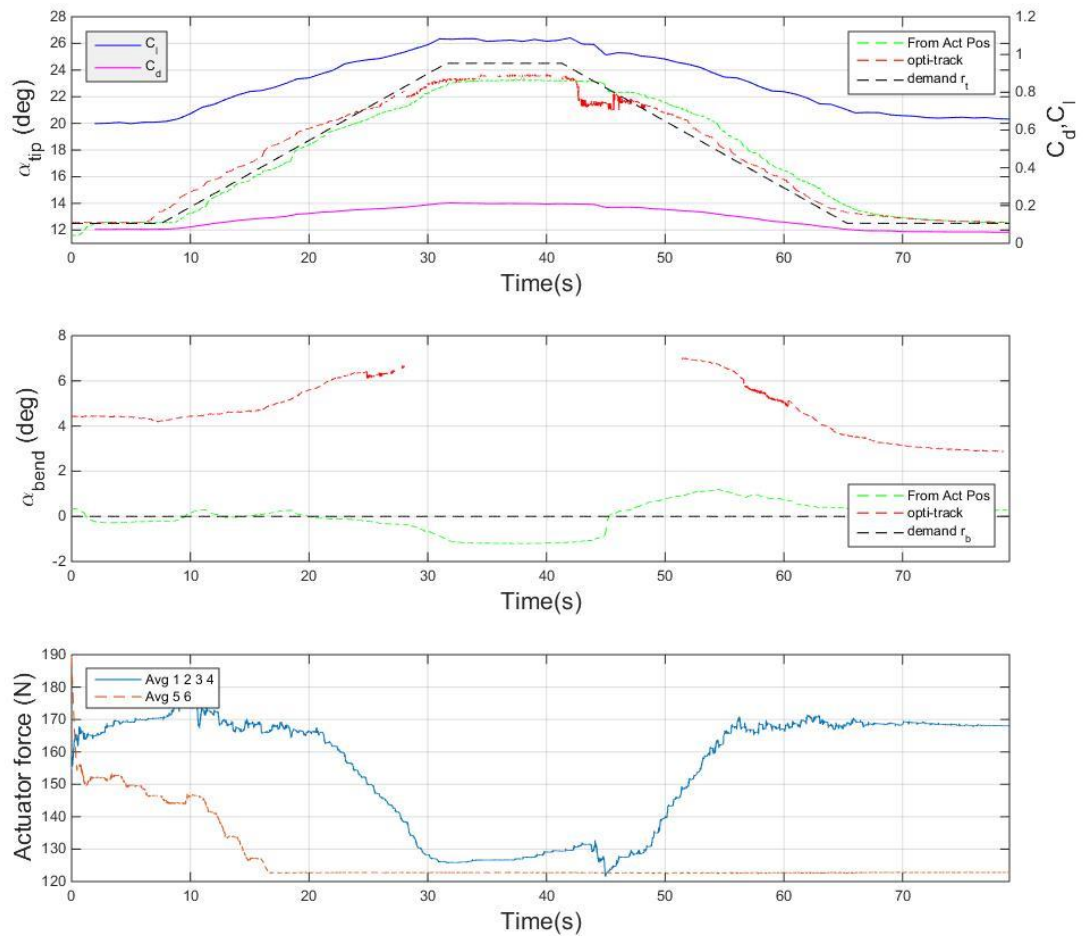 28
26
24
22
20
18
16
14
12
α_tip (deg)
C_l
C_d
From Act Pos
opti-track
demand r_t
1.2
1
0.8
0.6
0.4
0.2
0
C_d,C_l
0 10 20 30 40 50 60 70
Time(s)
8
6
4
2
0
-2
α_bend (deg)
From Act Pos
opti-track
demand r_b
0 10 20 30 40 50 60 70
Time(s)
190
180
170
160
150
140
130
120
Actuator force (N)
Avg 1 2 3 4
Avg 5 6
0 10 20 30 40 50 60 70
Time(s)